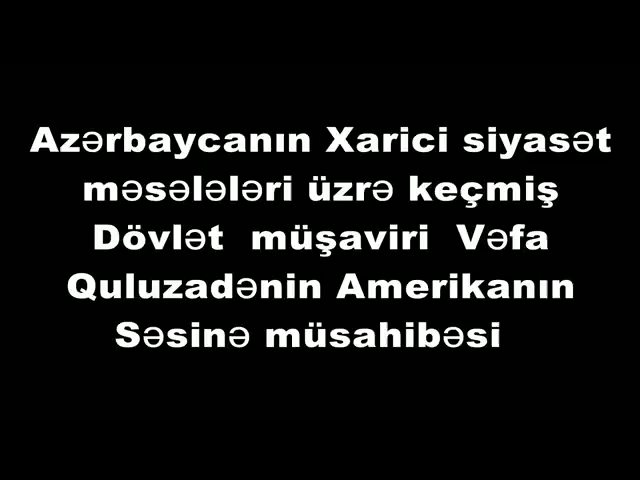 Azərbaycanın Xarici siyasət
məsələləri üzrə keçmiş
Dövlət müşaviri Vəfa
Quluzadənin Amerikanın
Səsinə müsahibəsi